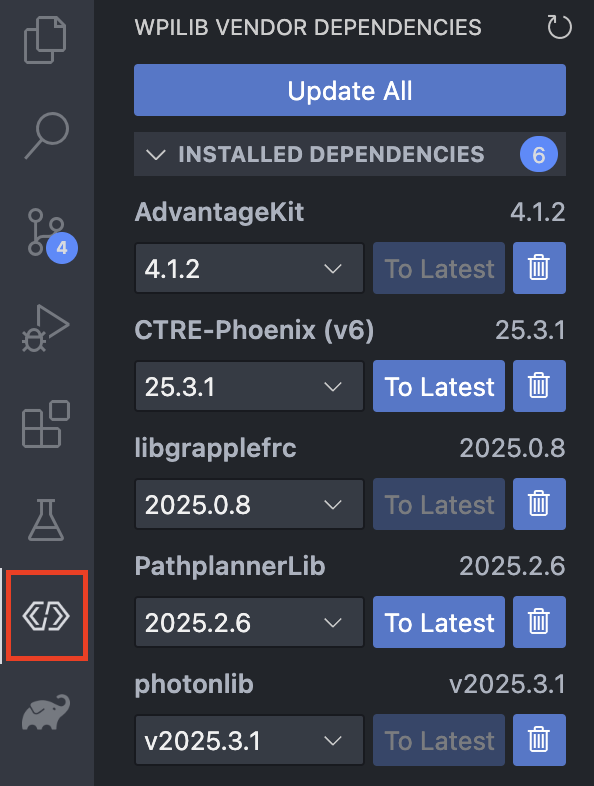 WPILIB VENDOR DEPENDENCIES
Update All
INSTALLED DEPENDENCIES 6
AdvantageKit 4.1.2
4.1.2 To Latest
4
CTRE-Phoenix (v6) 25.3.1
25.3.1 To Latest
libgrapplefrc 2025.0.8
2025.0.8 To Latest
PathplannerLib 2025.2.6
2025.2.6 To Latest
photonlib v2025.3.1
v2025.3.1 To Latest